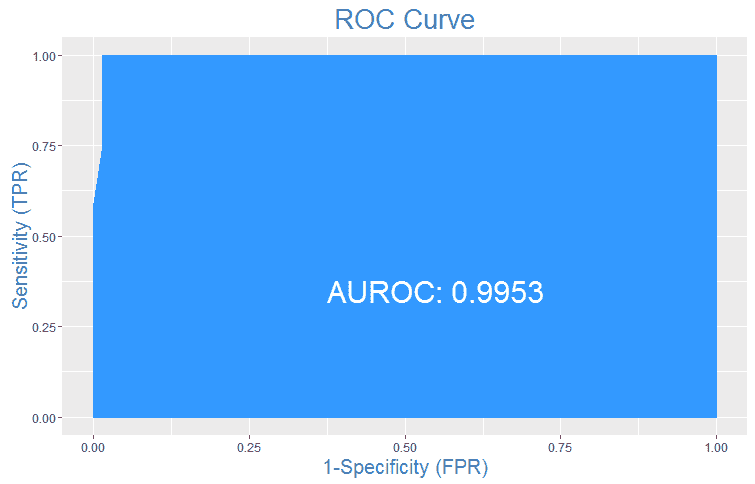 ROC Curve
1.00
0.75
0.50
0.25
0.00
Sensitivity (TPR)
AUROC: 0.9953
0.00 0.25 0.50 0.75 1.00
1-Specificity (FPR)